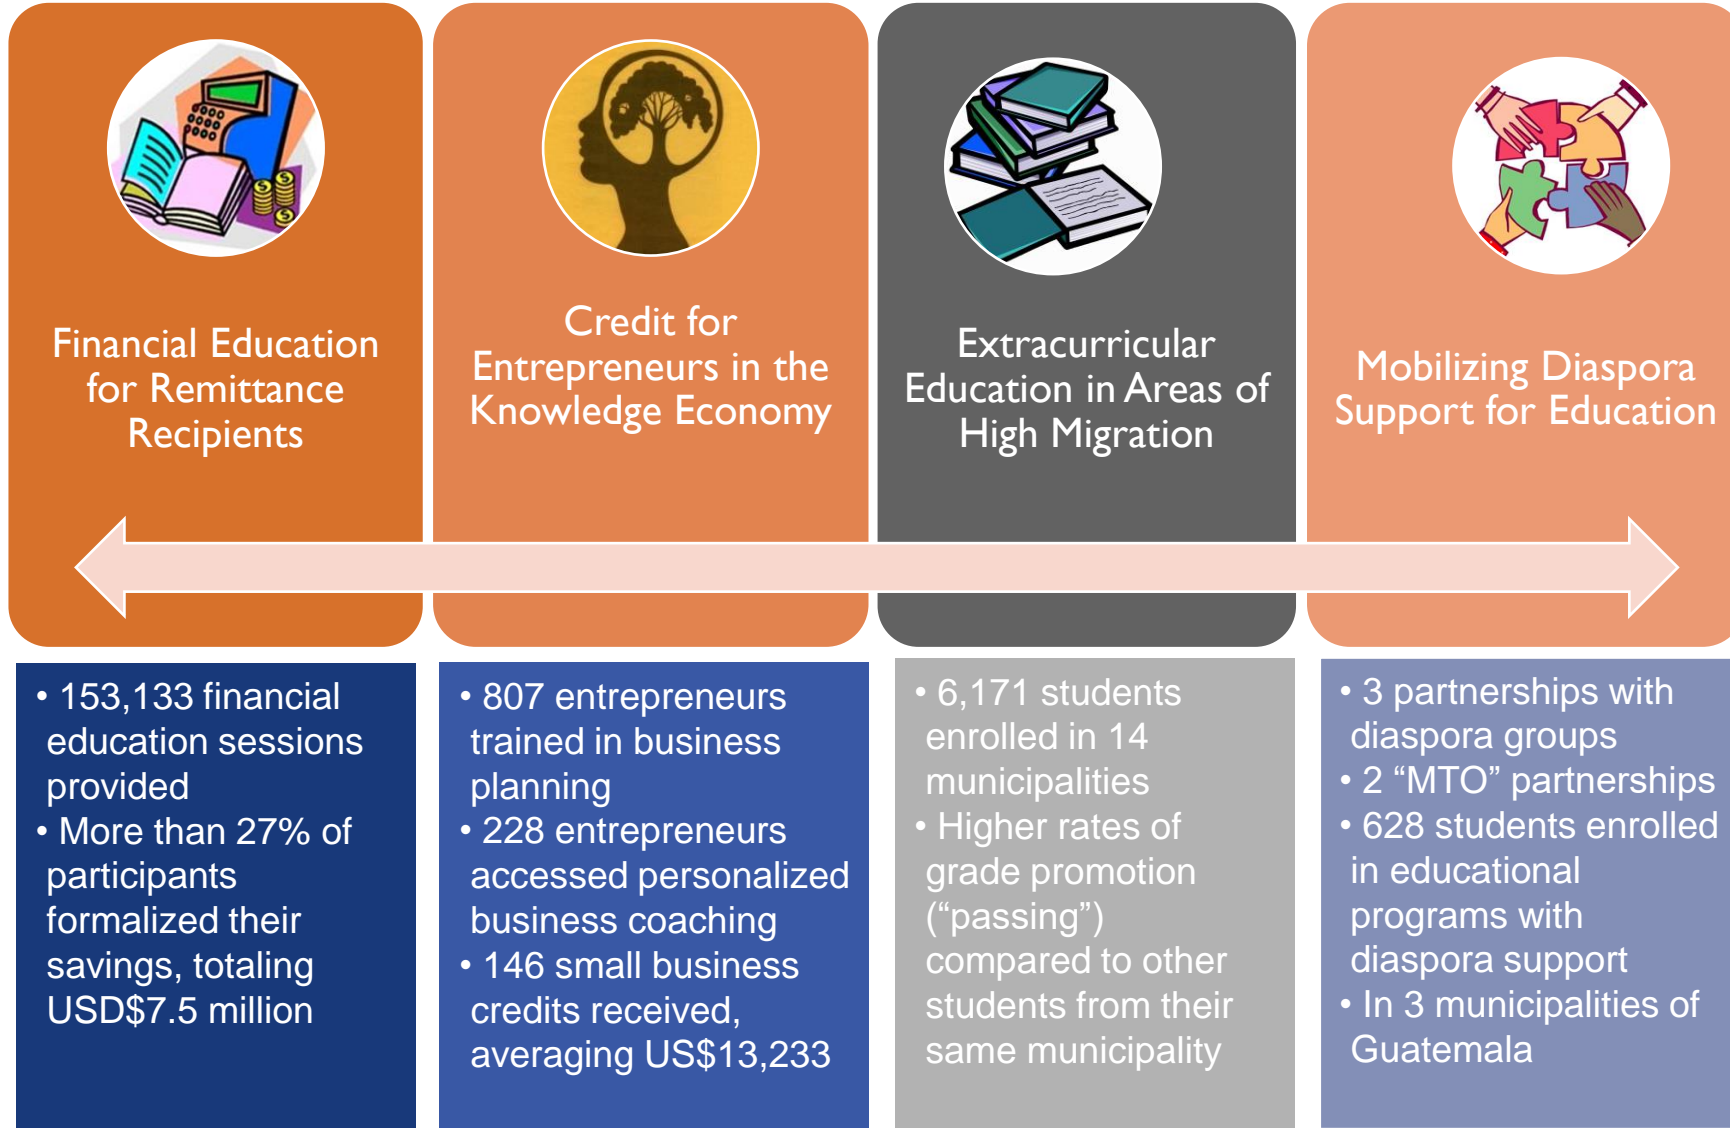 Financial Education
for Remittance
Recipients
Credit for
Entrepreneurs in the
Knowledge Economy
Extracurricular
Education in Areas of
High Migration
Mobilizing Diaspora
Support for Education
• 153,133 financial
education sessions
provided
• More than 27% of
participants
formalized their
savings, totaling
USD$7.5 million
• 807 entrepreneurs
trained in business
planning
• 228 entrepreneurs
accessed personalized
business coaching
• 146 small business
credits received,
averaging US$13,233
• 6,171 students
enrolled in 14
municipalities
• Higher rates of
grade promotion
(“passing”)
compared to other
students from their
same municipality
• 3 partnerships with
diaspora groups
• 2 “MTO” partnerships
• 628 students enrolled
in educational
programs with
diaspora support
• In 3 municipalities of
Guatemala